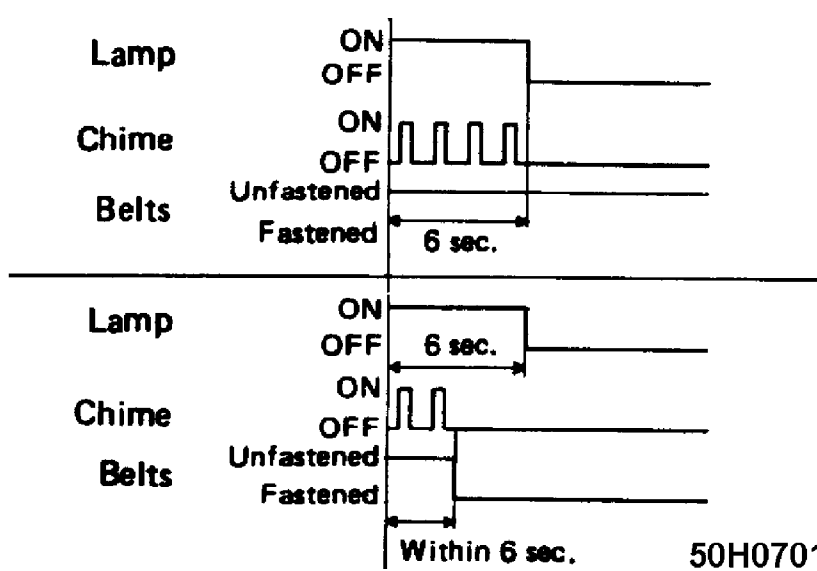 Lamp
ON
OFF
Chime
ON
OFF
Belts
Unfastened
Fastened
6 sec.
Lamp
ON
OFF
6 sec.
Chime
ON
OFF
Belts
Unfastened
Fastened
Within 6 sec.
50H0701